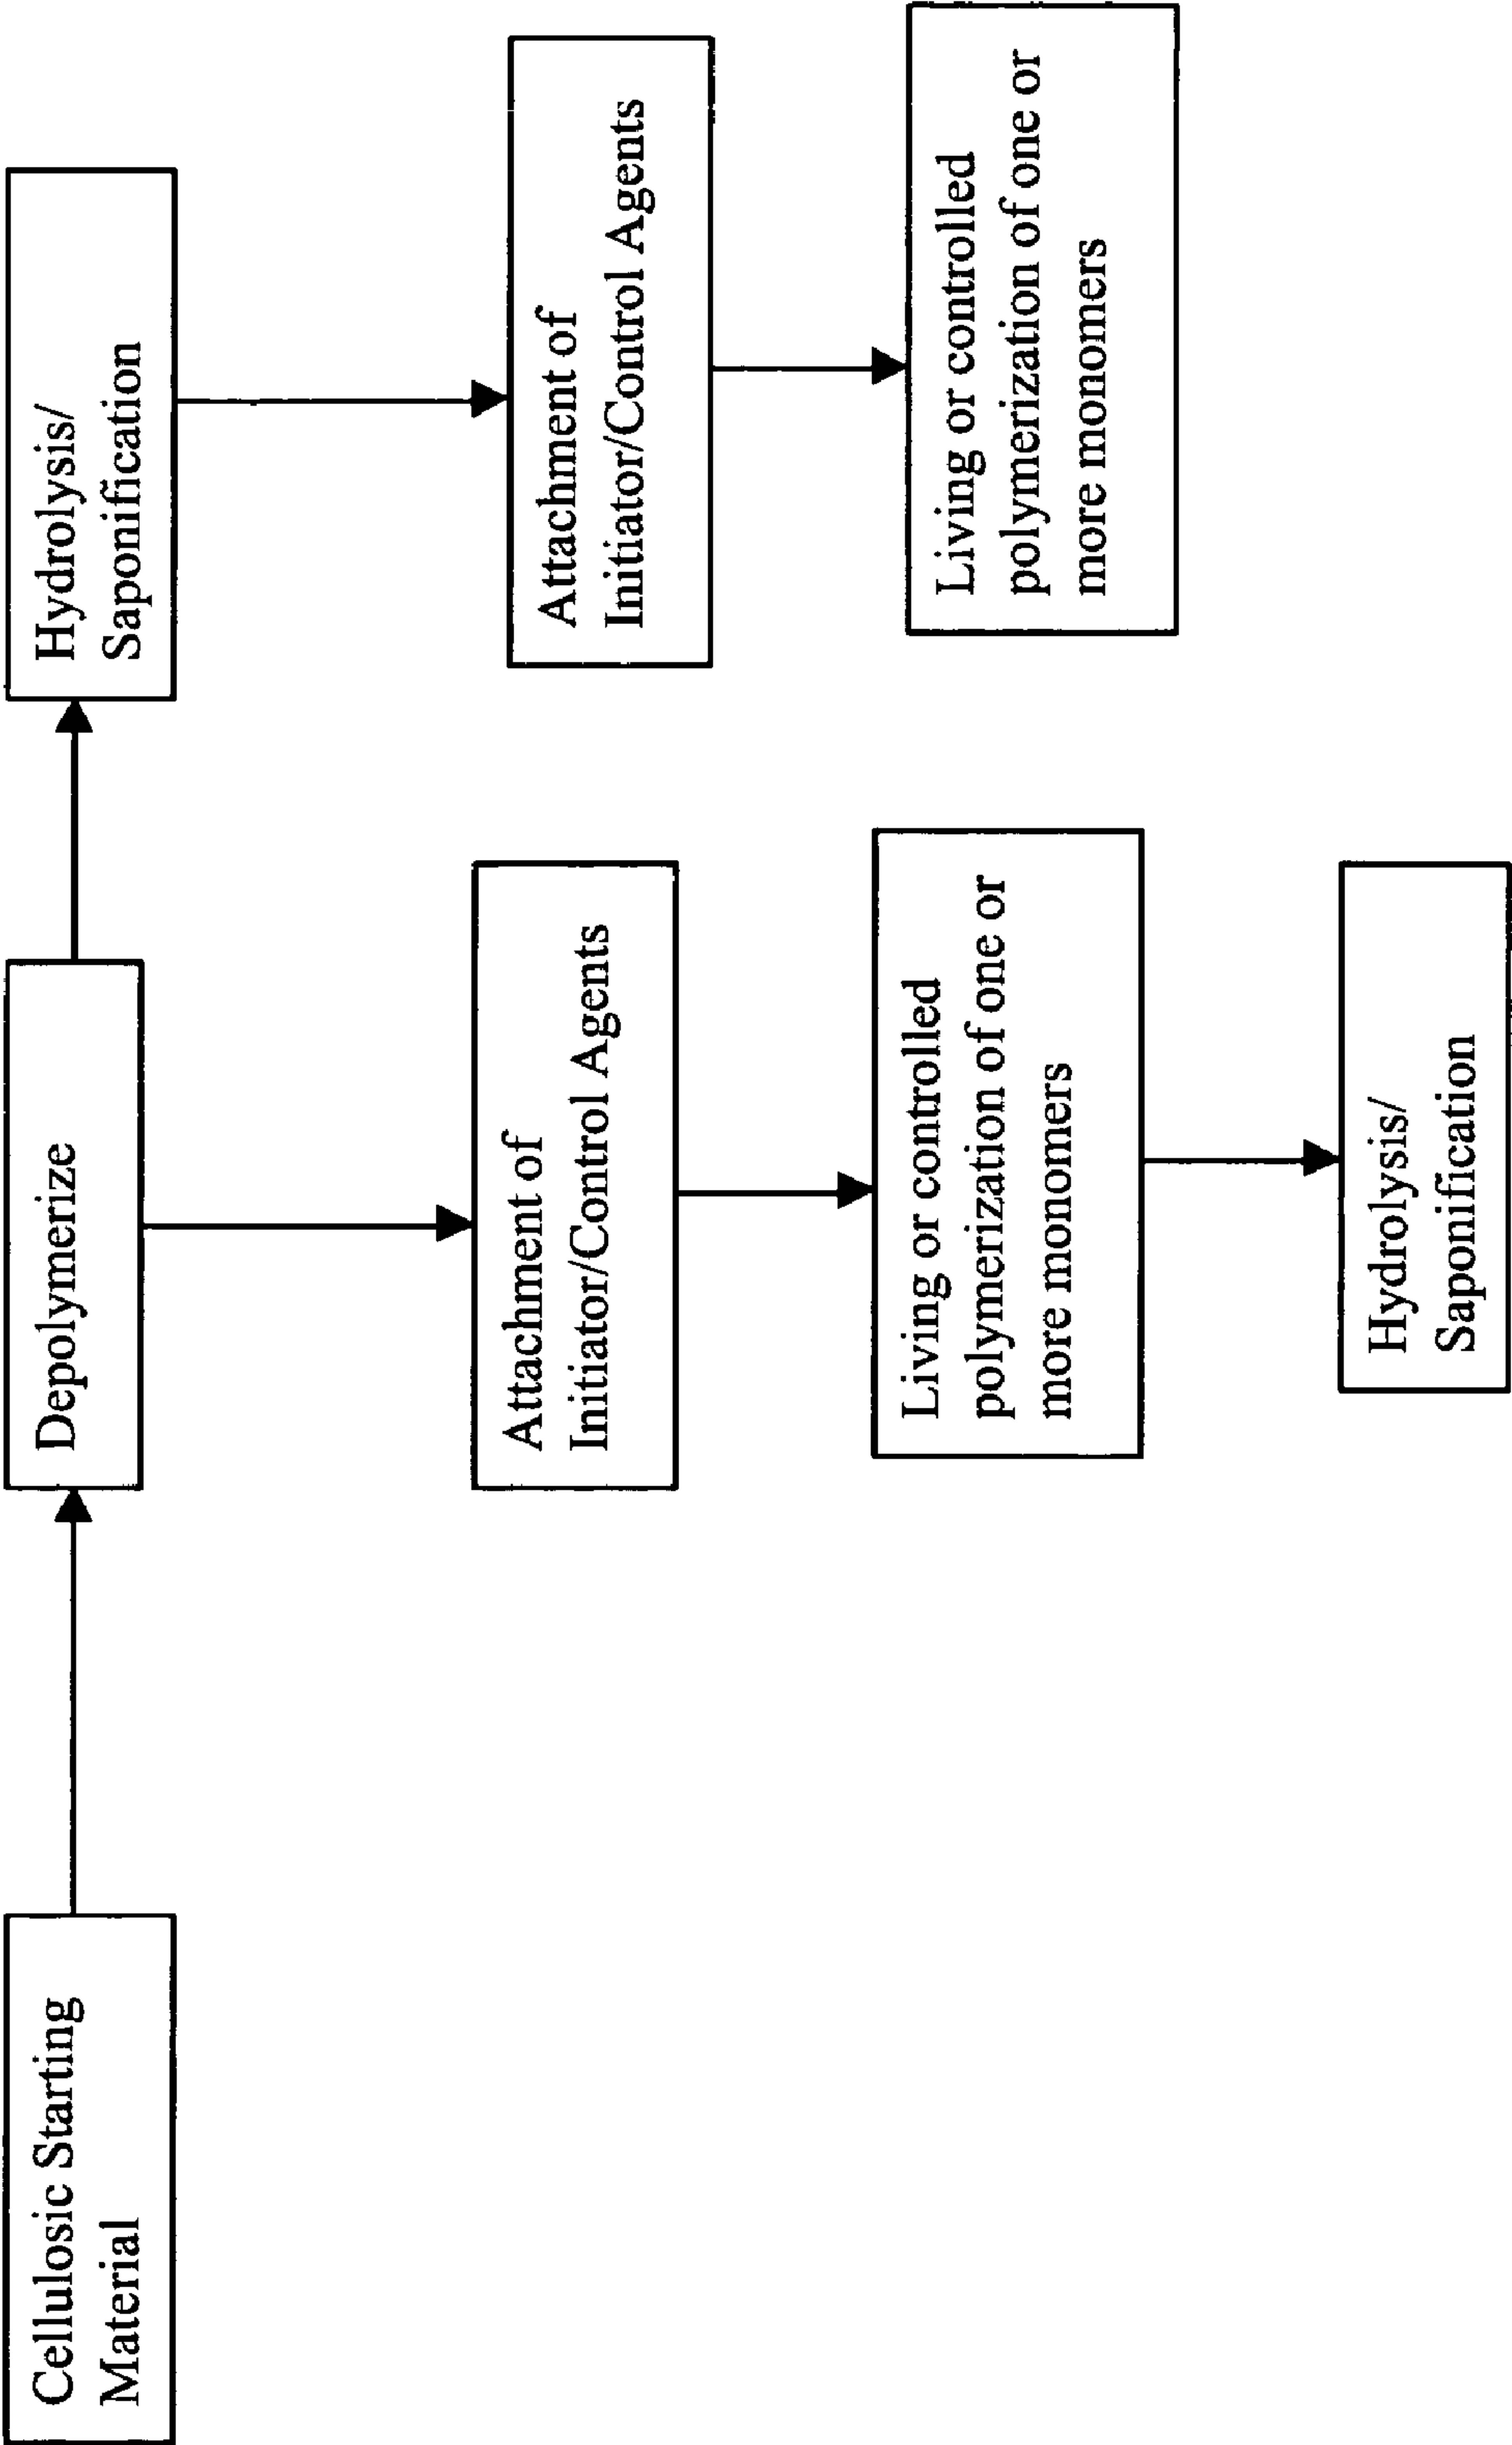 Cellulosic Starting
Material
Depolymerize
Hydrolysis/
Saponification
Attachment of
Initiator/Control Agents
Attachment of
Initiator/Control Agents
Living or controlled
polymerization of one or
more monomers
Living or controlled
polymerization of one or
more monomers
Hydrolysis/
Saponification